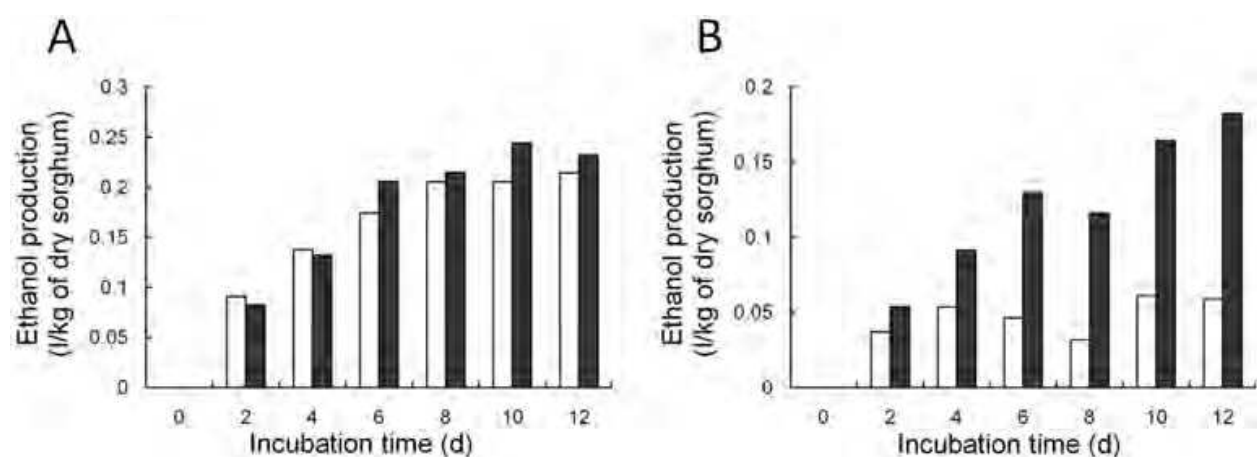 A
Ethanol production
(l/kg of dry sorghum)
0.3
0.25
0.2
0.15
0.1
0.05
0
0 2 4 6 8 10 12
Incubation time (d)
B
Ethanol production
(l/kg of dry sorghum)
0.2
0.15
0.1
0.05
0
0 2 4 6 8 10 12
Incubation time (d)